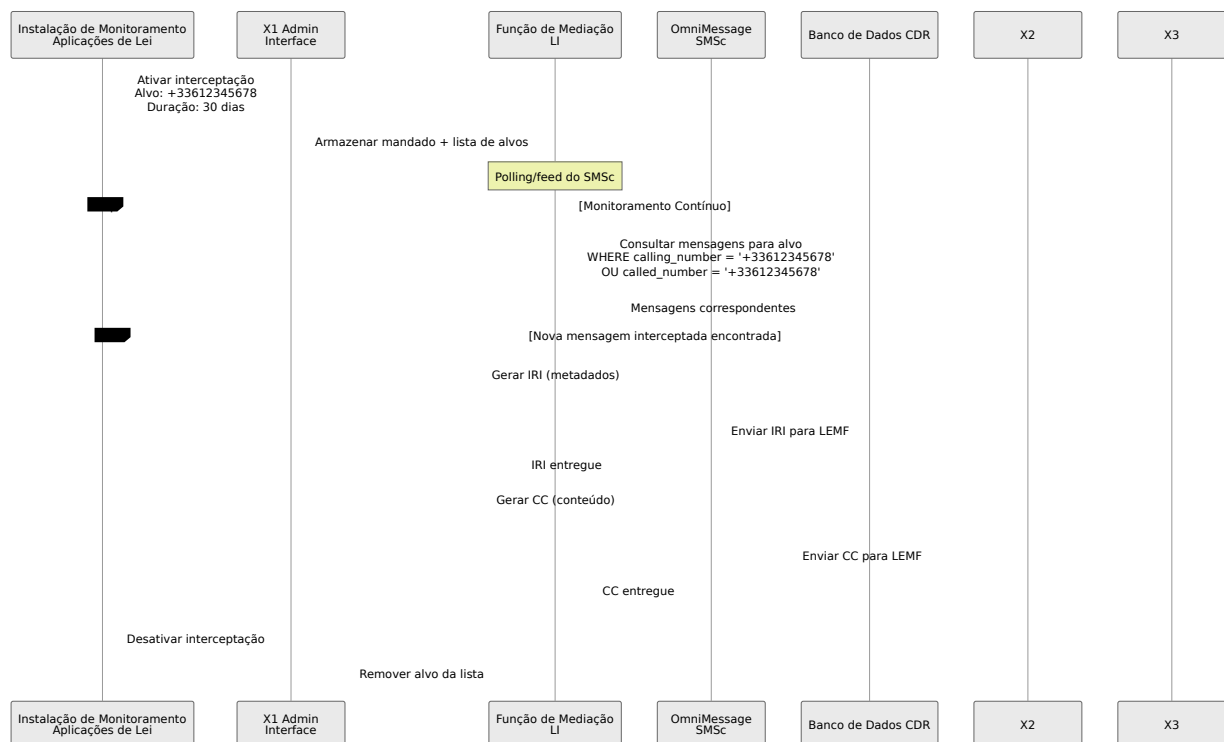 Instalação de Monitoramento
Aplicações de Lei
X1 Admin
Interface
Função de Mediação
LI
OmniMessage
SMSc
Banco de Dados CDR
X2
X3
Ativar interceptação
Alvo: +33612345678
Duração: 30 dias
Armazenar mandado + lista de alvos
Polling/feed do SMSc
[Monitoramento Contínuo]
Consultar mensagens para alvo
WHERE calling_number = '+33612345678'
OU called_number = '+33612345678'
Mensagens correspondentes
[Nova mensagem interceptada encontrada]
Gerar IRI (metadados)
Enviar IRI para LEMF
IRI entregue
Gerar CC (conteúdo)
Enviar CC para LEMF
CC entregue
Desativar interceptação
Remover alvo da lista
Instalação de Monitoramento
Aplicações de Lei
X1 Admin
Interface
Função de Mediação
LI
OmniMessage
SMSc
Banco de Dados CDR
X2
X3